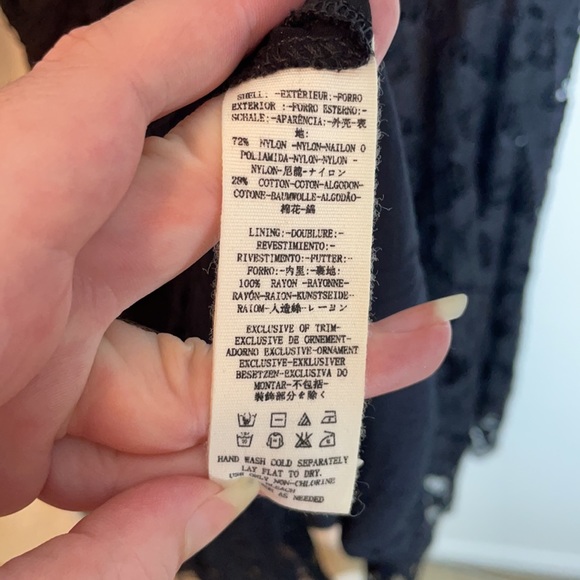 SHELL: -EXTÉRIEUR:-FORRO
EXTERIOR :-FORRO ESTERNO:-
SCHALE:-APARÊNCIA:-外壳-裏
地:
72% NYLON -NYLON-NAILON O
POLIAMIDA-NYLON-NYLON -
NYLON-尼龍-ナイロン
28% COTTON-COTON-ALGODON-
COTONE-BAUMWOLLE-ALGODÃO-
棉花-綿
LINING:-DOUBLURE:-
REVESTIMIENTO:-
RIVESTIMENTO:-FUTTER:-
FORRO:-内里:-裏地:
100% RAYON -RAYONNE-
RAYÓN-RAION-KUNSTSEIDE-
RAIOM-人造絲-レーヨン
EXCLUSIVE OF TRIM-
EXCLUSIVE DE ORNEMENT-
ADORNO EXCLUSIVE-ORNAMENT
EXCLUSIVE-EXKLUSIVER
BESETZEN-EXCLUSIVA DO
MONTAR-不包括-
装飾部分を除く
HAND WASH COLD SEPARATELY
LAY FLAT TO DRY.
USE ONLY NON-CHLORINE
BLEACH
AS NEEDED